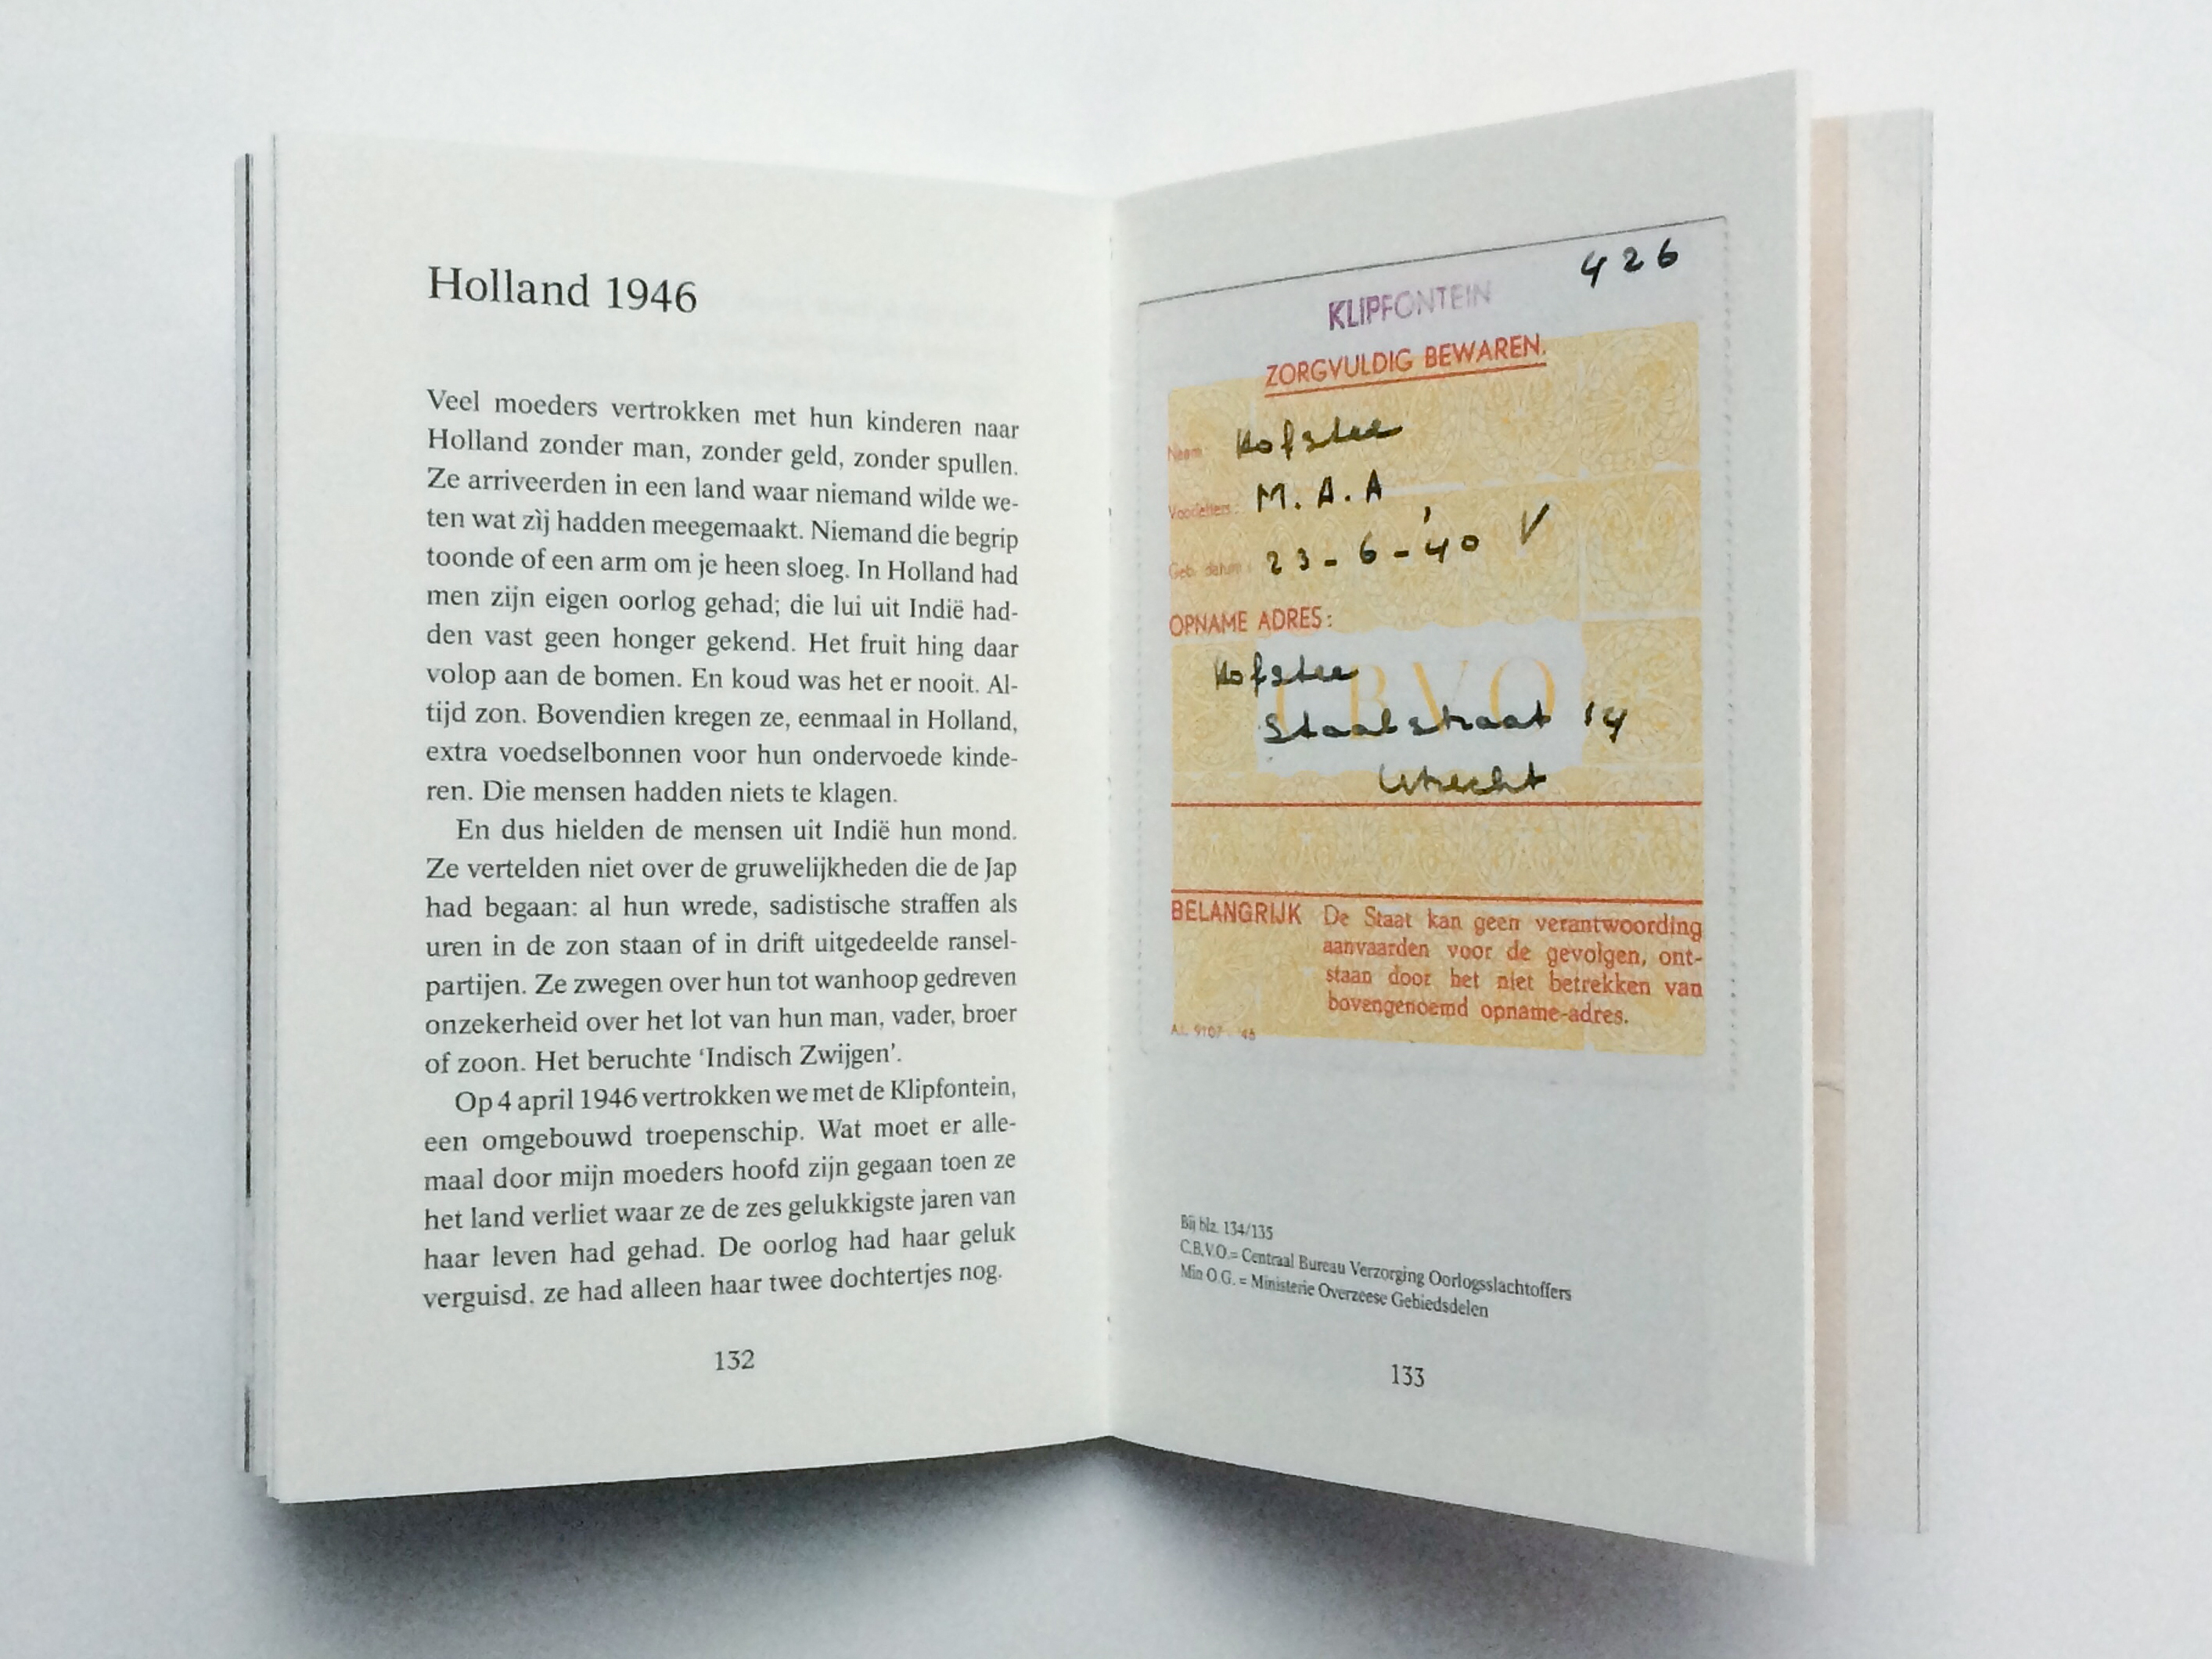 Holland 1946
Veel moeders vertrokken met hun kinderen naar
Holland zonder man, zonder geld, zonder spullen.
Ze arriveerden in een land waar niemand wilde we-
ten wat zìj hadden meegemaakt. Niemand die begrip
toonde of een arm om je heen sloeg. In Holland had
men zijn eigen oorlog gehad; die lui uit Indië had-
den vast geen honger gekend. Het fruit hing daar
volop aan de bomen. En koud was het er nooit. Al-
tijd zon. Bovendien kregen ze, eenmaal in Holland,
extra voedselbonnen voor hun ondervoede kinde-
ren. Die mensen hadden niets te klagen.
En dus hielden de mensen uit Indië hun mond.
Ze vertelden niet over de gruwelijkheden die de Jap
had begaan: al hun wrede, sadistische straffen als
uren in de zon staan of in drift uitgedeelde ransel-
partijen. Ze zwegen over hun tot wanhoop gedreven
onzekerheid over het lot van hun man, vader, broer
of zoon. Het beruchte ‘Indisch Zwijgen’.
Op 4 april 1946 vertrokken we met de Klipfontein,
een omgebouwd troepenschip. Wat moet er alle-
maal door mijn moeders hoofd zijn gegaan toen ze
het land verliet waar ze de zes gelukkigste jaren van
haar leven had gehad. De oorlog had haar geluk
verguisd, ze had alleen haar twee dochtertjes nog.
132
426
KLIPFONTEIN
ZORGVULDIG BEWAREN.
Naam Hofstee
Voorletters: M.A.A
Geb. datum: 23-6-'40 V
OPNAME ADRES:
Hofstee
C.B.V.O
Staalstraat 14
Utrecht
BELANGRIJK De Staat kan geen verantwoording
aanvaarden voor de gevolgen, ont-
staan door het niet betrekken van
bovengenoemd opname-adres.
A.L. 9107 - '46
Bij blz. 134/135
C.B.V.O.= Centraal Bureau Verzorging Oorlogsslachtoffers
Min O.G. = Ministerie Overzeese Gebiedsdelen
133